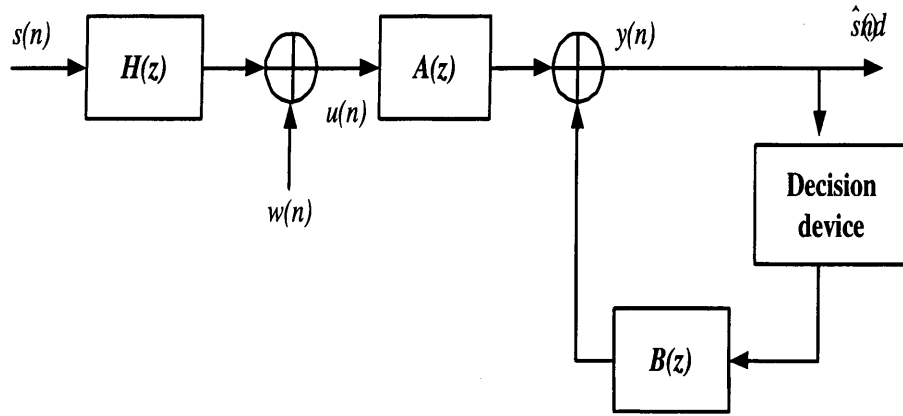 s(n)
H(z)
u(n)
w(n)
A(z)
y(n)
Decision
device
B(z)